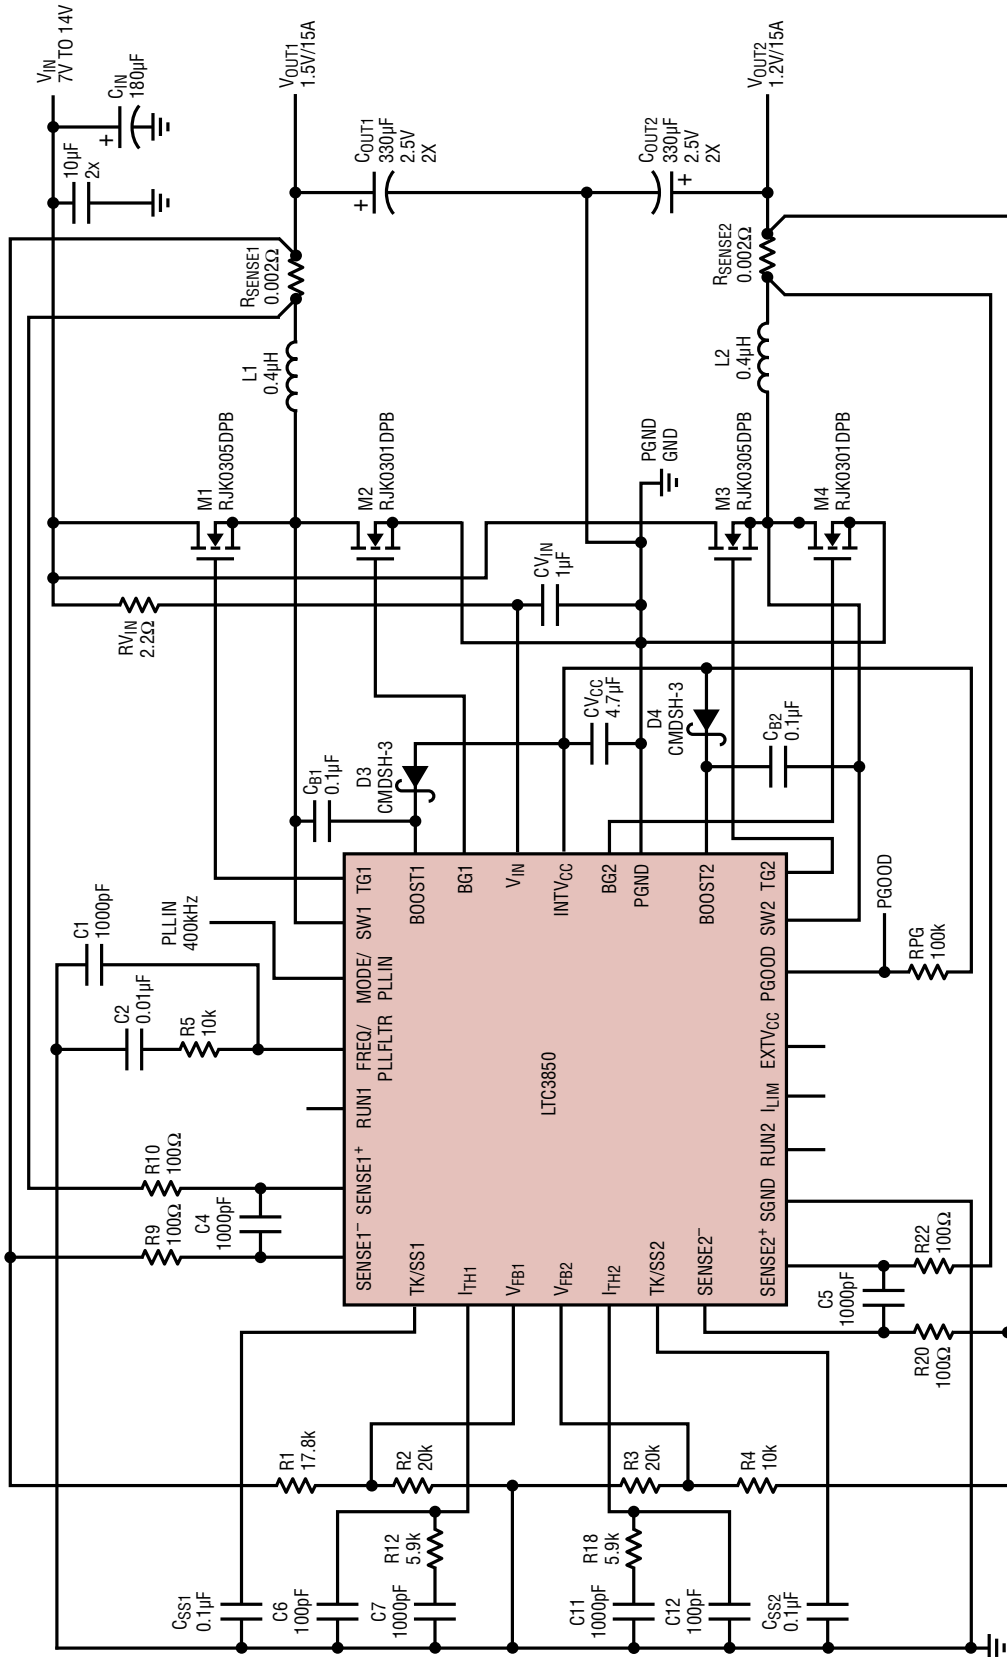 VIN
7V TO 14V
CIN
180µF
+
10µF
2x
VOUT1
1.5V/15A
COUT1
330µF
2.5V
2X
+
COUT2
330µF
2.5V
2X
+
VOUT2
1.2V/15A
RSENSE1
0.002Ω
RSENSE2
0.002Ω
L1
0.4µH
L2
0.4µH
M1
RJK0305DPB
M2
RJK0301DPB
PGND
GND
M3
RJK0305DPB
M4
RJK0301DPB
RVIN
2.2Ω
CVIN
1µF
CB1
0.1µF
D3
CMDSH-3
CVCC
4.7µF
D4
CMDSH-3
CB2
0.1µF
C1
1000pF
PLLIN
400kHz
C2
0.01µF
R5
10k
R10
100Ω
R9
100Ω
C4
1000pF
TG1
SW1
MODE/
PLLIN
FREQ/
PLLFLTR
RUN1
SENSE1+
SENSE1–
BOOST1
BG1
VIN
INTVCC
BG2
PGND
BOOST2
LTC3850
TK/SS1
ITH1
VFB1
VFB2
ITH2
TK/SS2
SENSE2–
TG2
SW2
PGOOD
EXTVCC
ILIM
RUN2
SGND
SENSE2+
PGOOD
RPG
100k
C5
1000pF
R22
100Ω
R20
100Ω
R1
17.8k
R2
20k
R3
20k
R4
10k
R12
5.9k
R18
5.9k
CSS1
0.1µF
C6
100pF
C7
1000pF
C11
1000pF
C12
100pF
CSS2
0.1µF